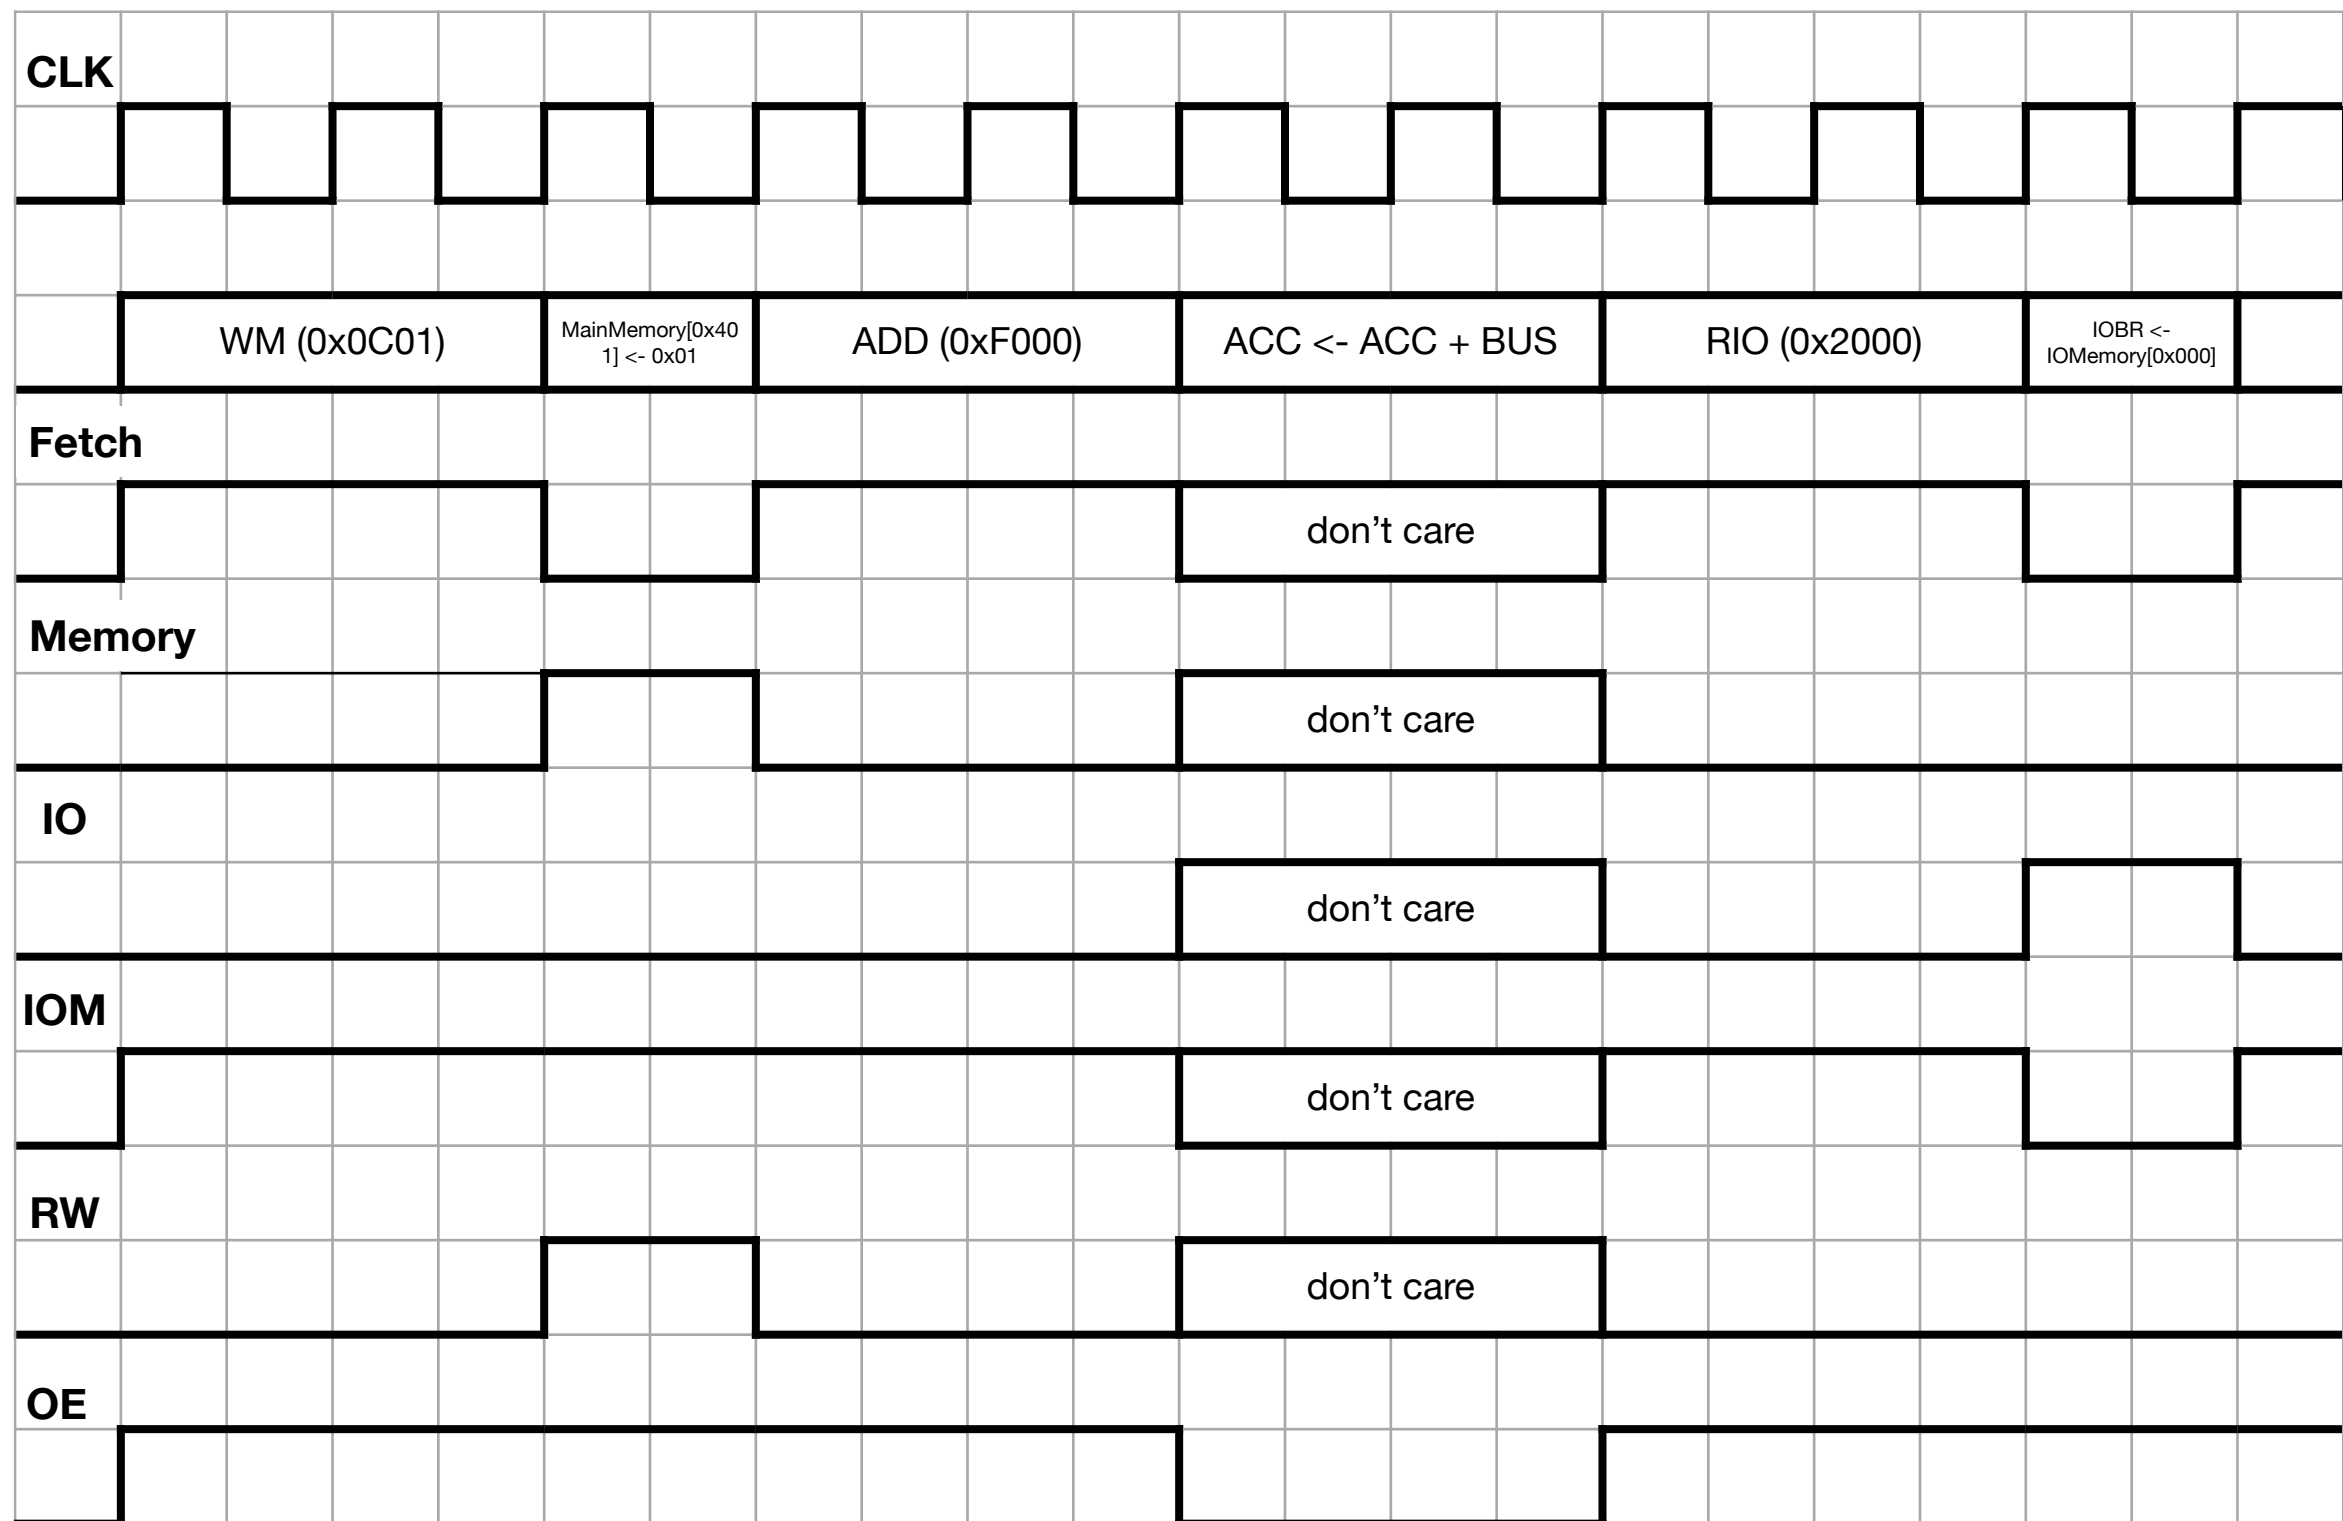 CLK
WM (0x0C01)
MainMemory[0x40
1] <- 0x01
ADD (0xF000)
ACC <- ACC + BUS
RIO (0x2000)
IOBR <-
IOMemory[0x000]
Fetch
don’t care
Memory
don’t care
IO
don’t care
IOM
don’t care
RW
don’t care
OE